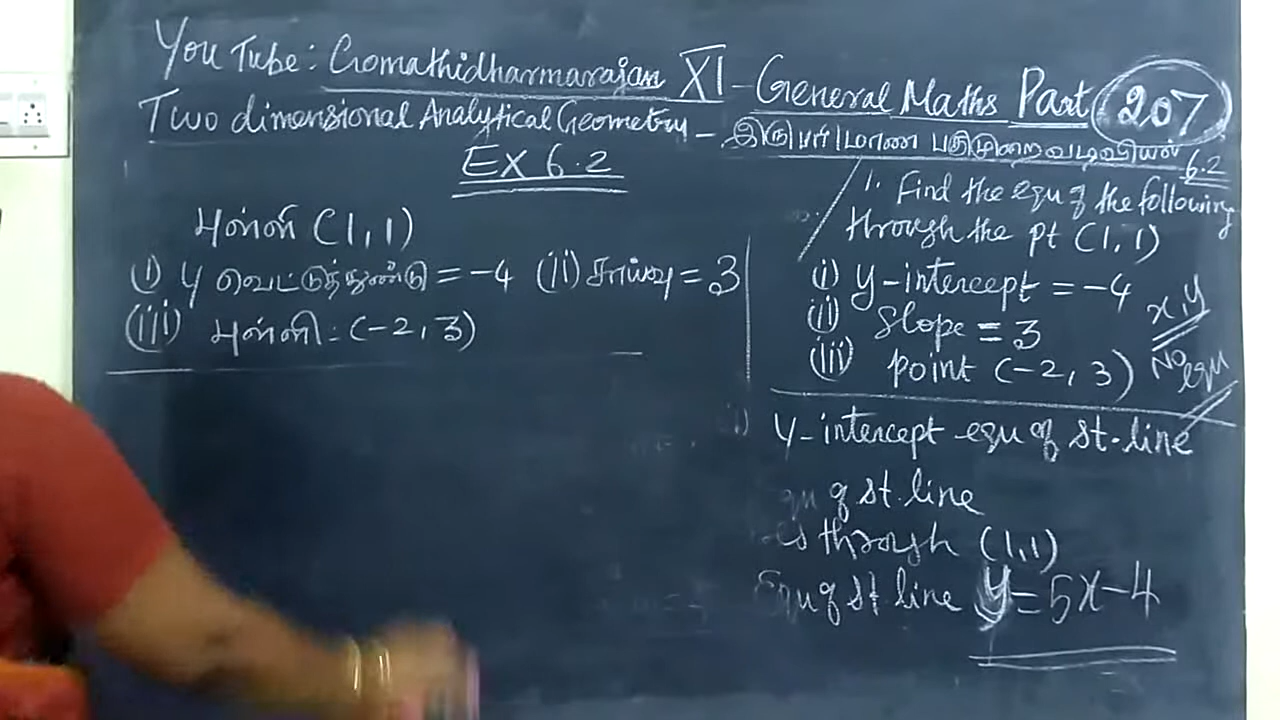 YouTube: Gomathidharmarajan XI - General Maths Part 207
Two dimensional Analytical Geometry - இருபரிமாண பகுமுறை வடிவியல்
EX 6.2
6.2
புள்ளி (1,1)
(i) y வெட்டுத்துண்டு = -4 (ii) சாய்வு = 3
(iii) புள்ளி: (-2, 3)
1. Find the equ of the following
through the pt (1,1)
(i) y-intercept = -4
(ii) Slope = 3
(iii) point (-2, 3)
x, y
No
equ
y-intercept equ of st. line
equ of st. line
through (1,1)
Equ of st. line y = 5x-4